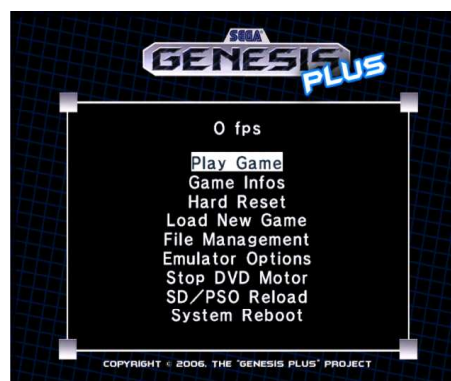 SEGA
GENESIS
PLUS
0 fps
Play Game
Game Infos
Hard Reset
Load New Game
File Management
Emulator Options
Stop DVD Motor
SD/PSO Reload
System Reboot
COPYRIGHT © 2006. THE "GENESIS PLUS" PROJECT